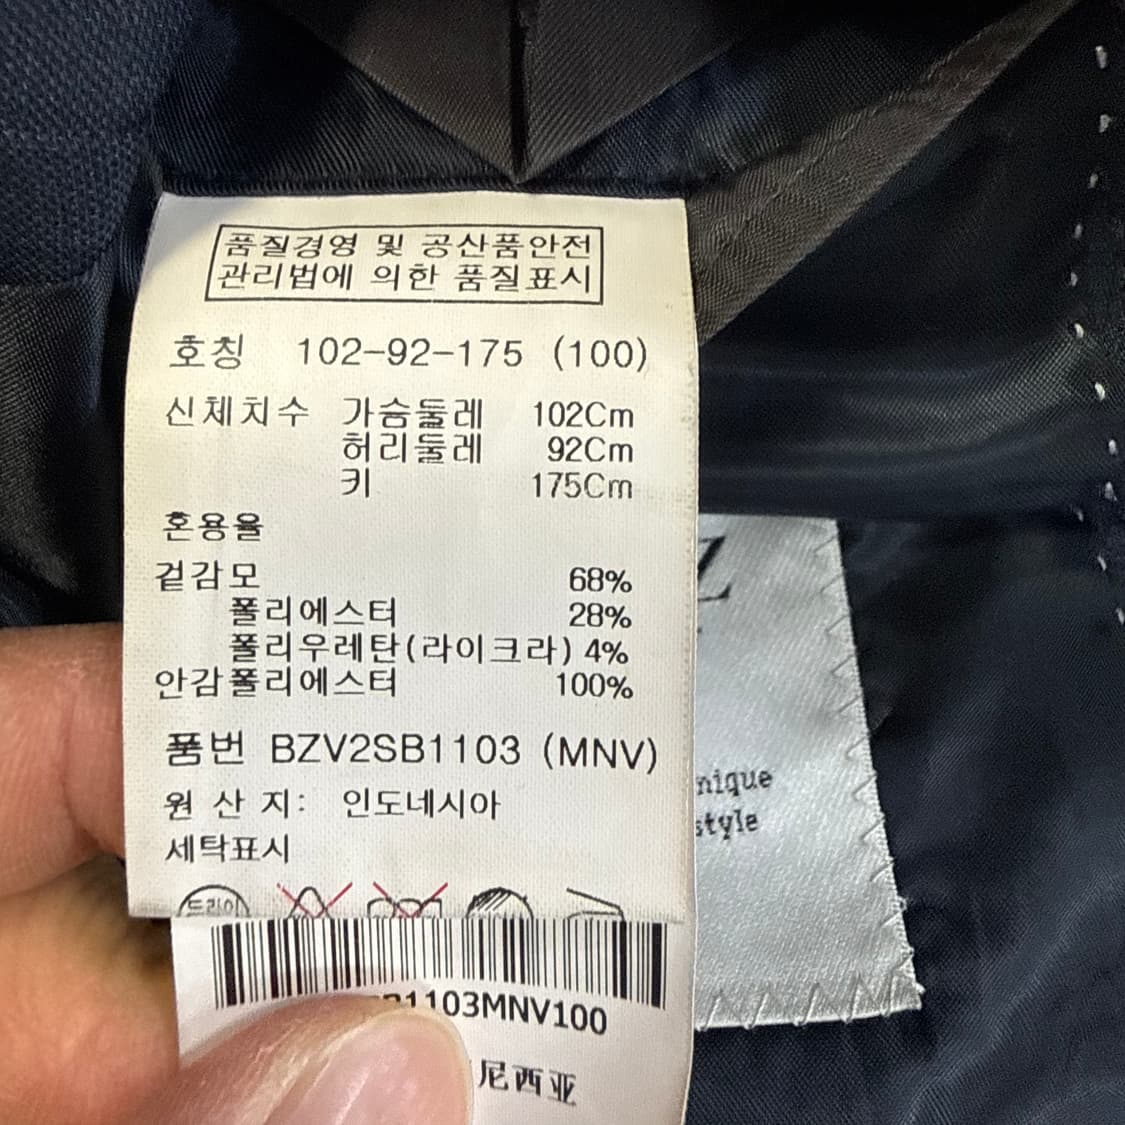 품질경영 및 공산품안전
관리법에 의한 품질표시
호칭 102-92-175 (100)
신체치수 가슴둘레 102Cm
허리둘레 92Cm
키 175Cm
혼용율
겉감모 68%
폴리에스터 28%
폴리우레탄(라이크라) 4%
안감폴리에스터 100%
품번 BZV2SB1103 (MNV)
원 산 지: 인도네시아
세탁표시
드라이
1103MNV100
尼西亚
Z
nique
style